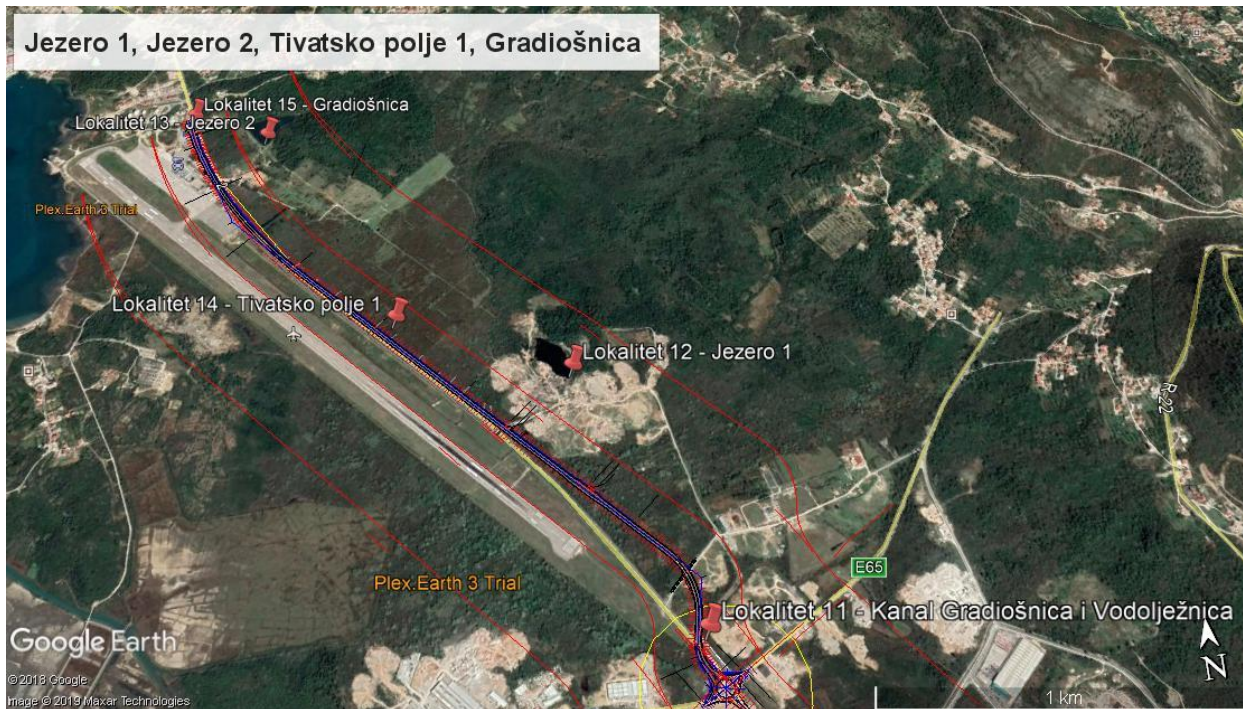 Jezero 1, Jezero 2, Tivatsko polje 1, Gradiošnica
Lokalitet 15 - Gradiošnica
Lokalitet 13 - Jezero 2
Plex.Earth 3 Trial
Lokalitet 14 - Tivatsko polje 1
Lokalitet 12 - Jezero 1
R-22
E65
Plex.Earth 3 Trial
Lokalitet 11 - Kanal Gradiošnica i Vodolježnica
Google Earth
N
© 2018 Google
Image © 2019 Maxar Technologies
1 km